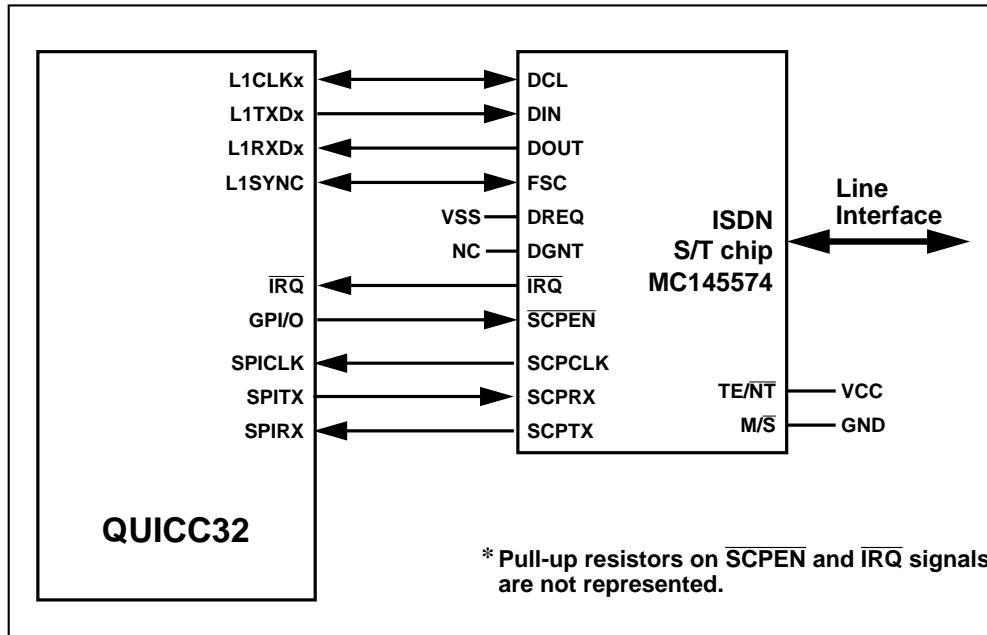 L1CLKx DCL
L1TXDx DIN
L1RXDx DOUT
L1SYNC FSC
VSS DREQ
NC DGNT
IRQ IRQ
GPI/O SCPEN
SPICLK SCPCLK
SPITX SCPRX
SPIRX SCPTX
ISDN
S/T chip
MC145574
Line
Interface
TE/NT VCC
M/S GND
QUICC32
* Pull-up resistors on SCPEN and IRQ signals
are not represented.